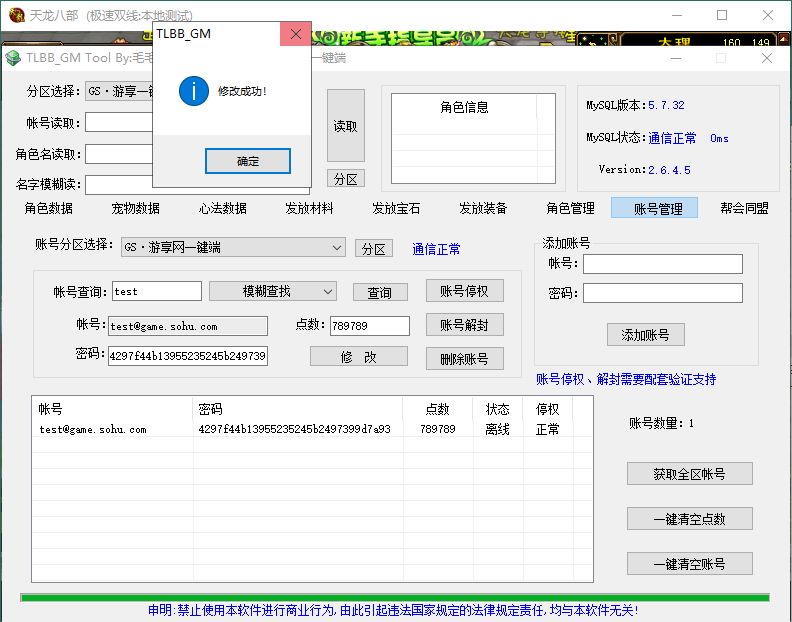 天龙八部 (极速双线:本地测试)
大理 160 149
TLBB_GM Tool By:毛毛
一键端
TLBB_GM
修改成功!
确定
分区选择: GS·游享网一键
帐号读取:
角色名读取:
名字模糊读:
读取
分区
角色信息
MySQL版本:5.7.32
MySQL状态:通信正常 0ms
Version:2.6.4.5
角色数据 宠物数据 心法数据 发放材料 发放宝石 发放装备 角色管理 账号管理 帮会同盟
账号分区选择: GS·游享网一键端 分区 通信正常
帐号查询: test 模糊查找 查询 账号停权
帐号: test@game.sohu.com 点数: 789789 账号解封
密码: 4297f44b13955235245b249739 修 改 删除账号
添加账号
帐号:
密码:
添加账号
账号停权、解封需要配套验证支持
帐号 密码 点数 状态 停权
test@game.sohu.com 4297f44b13955235245b2497399d7a93 789789 离线 正常
账号数量: 1
获取全区帐号
一键清空点数
一键清空账号
申明:禁止使用本软件进行商业行为,由此引起违法国家规定的法律规定责任,均与本软件无关!